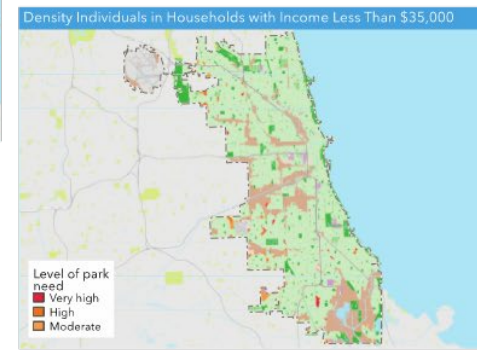 Density Individuals in Households with Income Less Than $35,000
Level of park
need
Very high
High
Moderate